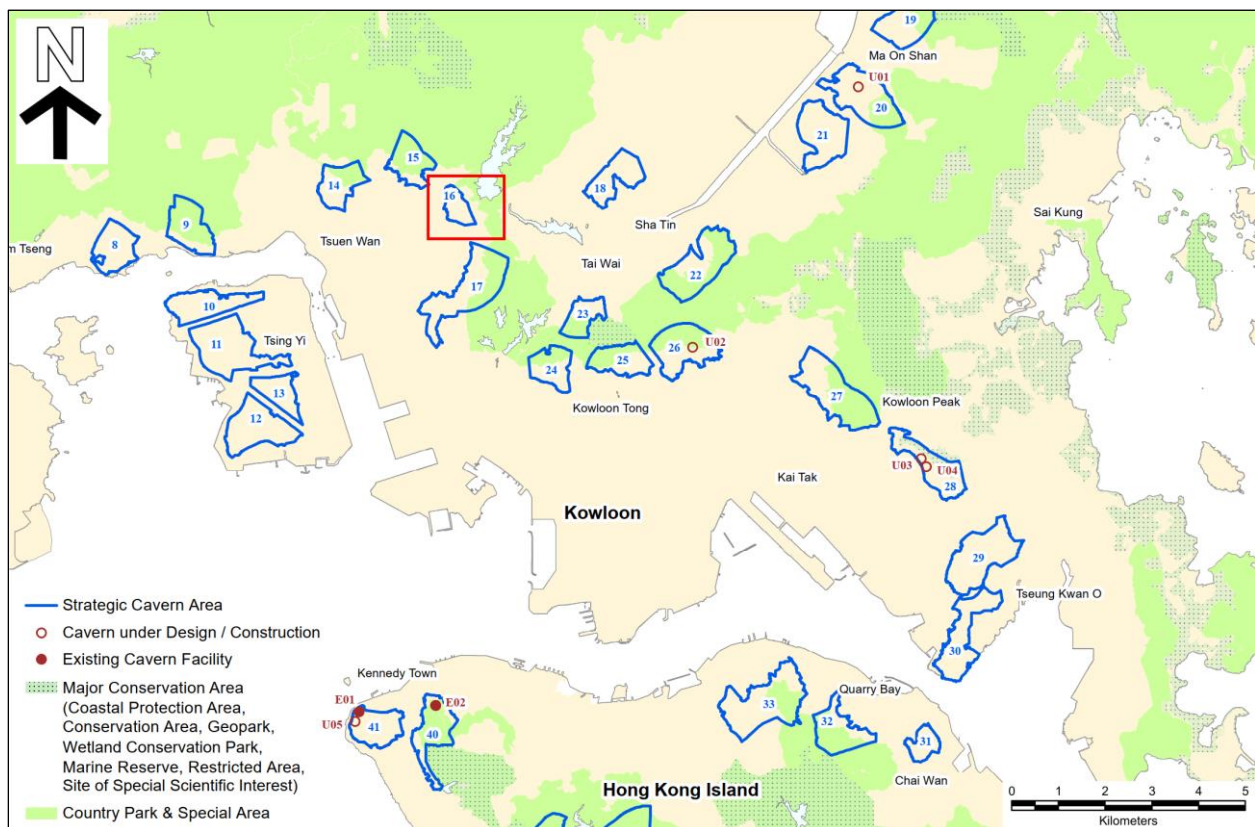 N
19
Ma On Shan
U01
20
21
15
14
16
18
9
Sha Tin
Sai Kung
8
m Tseng
Tsuen Wan
Tai Wai
22
17
10
23
11
Tsing Yi
26
U02
25
24
13
27
12
Kowloon Tong
Kowloon Peak
U03
U04
28
Kai Tak
Kowloon
29
Tseung Kwan O
30
Strategic Cavern Area
Cavern under Design / Construction
Existing Cavern Facility
Major Conservation Area
(Coastal Protection Area,
Conservation Area, Geopark,
Wetland Conservation Park,
Marine Reserve, Restricted Area,
Site of Special Scientific Interest)
Country Park & Special Area
Kennedy Town
E01
E02
U05
41
40
Quarry Bay
33
32
31
Chai Wan
Hong Kong Island
0 1 2 3 4 5
Kilometers